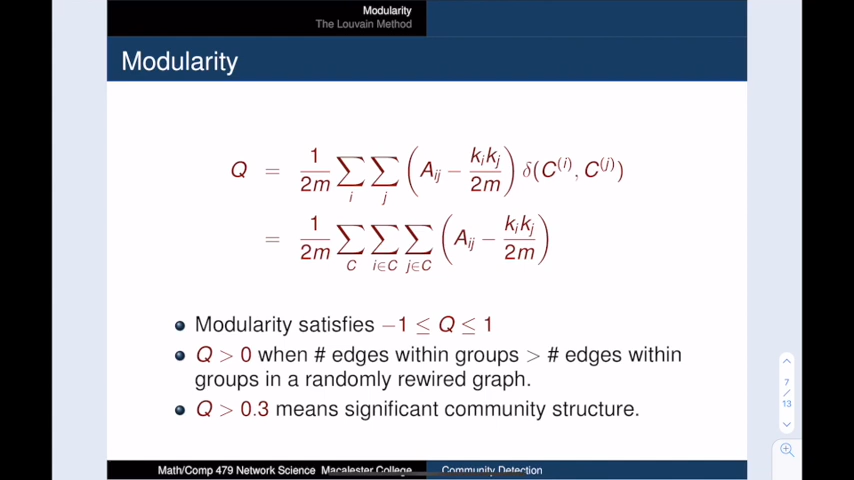 Modularity
The Louvain Method
Modularity
Q = 1/2m ∑_i ∑_j (A_ij − k_i k_j / 2m) δ(C^(i), C^(j))
= 1/2m ∑_C ∑_{i∈C} ∑_{j∈C} (A_ij − k_i k_j / 2m)
Modularity satisfies −1 ≤ Q ≤ 1
Q > 0 when # edges within groups > # edges within
groups in a randomly rewired graph.
Q > 0.3 means significant community structure.
7
/
13
Math/Comp 479 Network Science Macalester College Community Detection